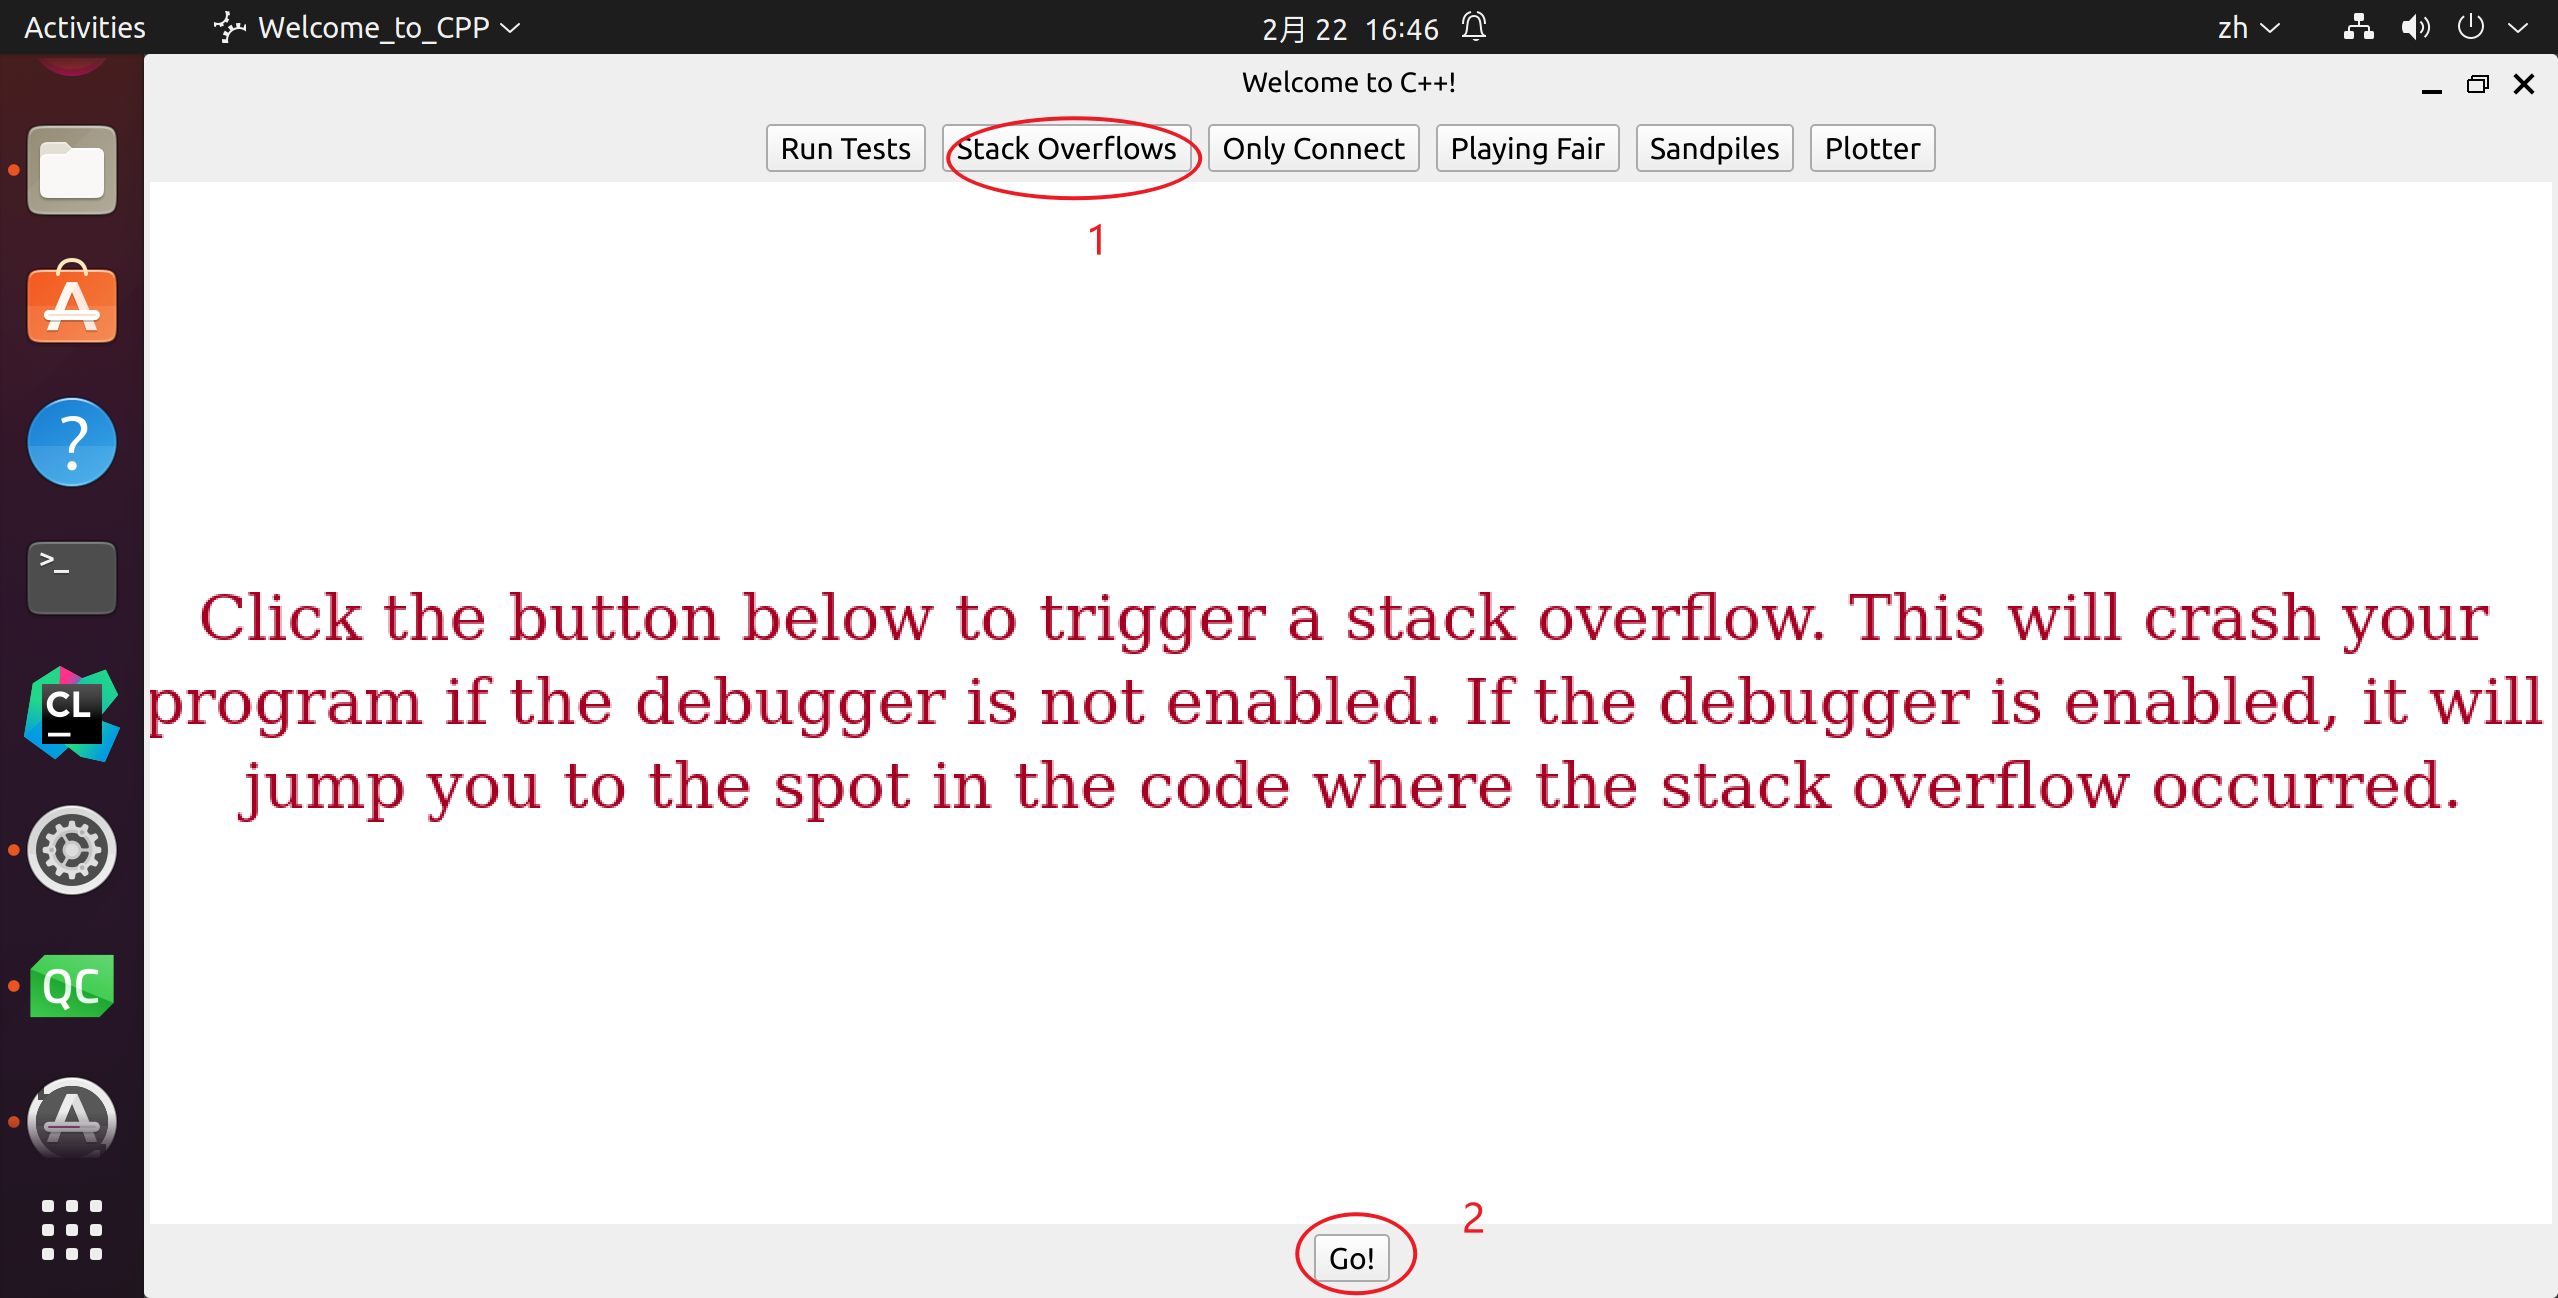 Activities Welcome_to_CPP 2月 22 16:46 zh
Welcome to C++!
Run Tests Stack Overflows Only Connect Playing Fair Sandpiles Plotter
1
?
>_
Click the button below to trigger a stack overflow. This will crash your
program if the debugger is not enabled. If the debugger is enabled, it will
jump you to the spot in the code where the stack overflow occurred.
CL
QC
2
Go!